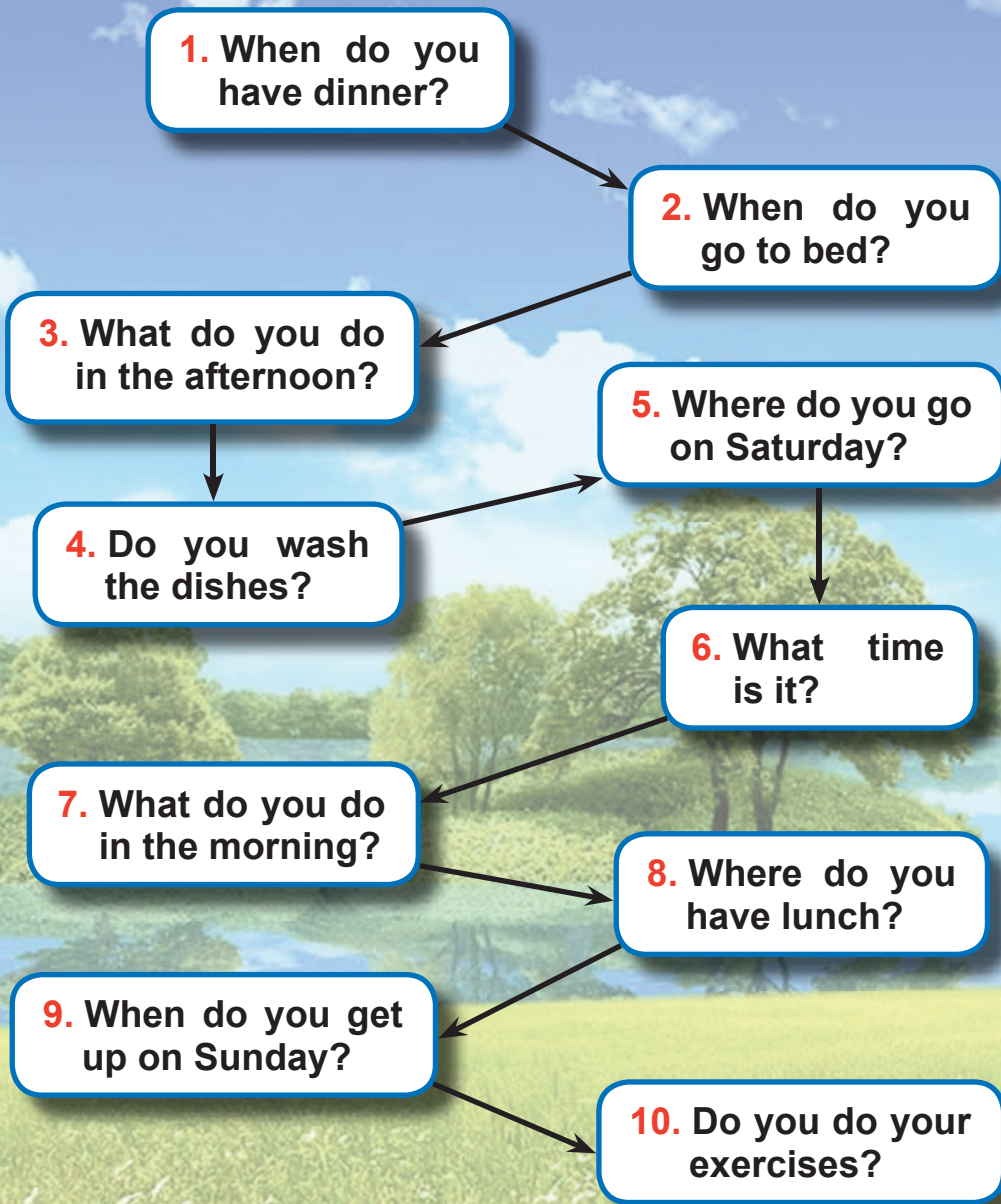 1. When do you
have dinner?
2. When do you
go to bed?
3. What do you do
in the afternoon?
4. Do you wash
the dishes?
5. Where do you go
on Saturday?
6. What time
is it?
7. What do you do
in the morning?
8. Where do you
have lunch?
9. When do you get
up on Sunday?
10. Do you do your
exercises?